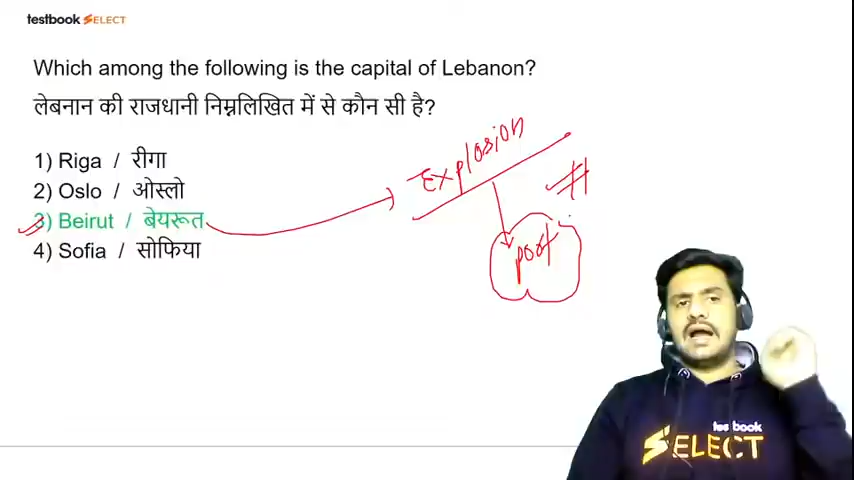 testbook SELECT
Which among the following is the capital of Lebanon?
लेबनान की राजधानी निम्नलिखित में से कौन सी है?
1) Riga / रीगा
2) Oslo / ओस्लो
3) Beirut / बेयरूत
4) Sofia / सोफिया
Explosion
port
testbook
SELECT